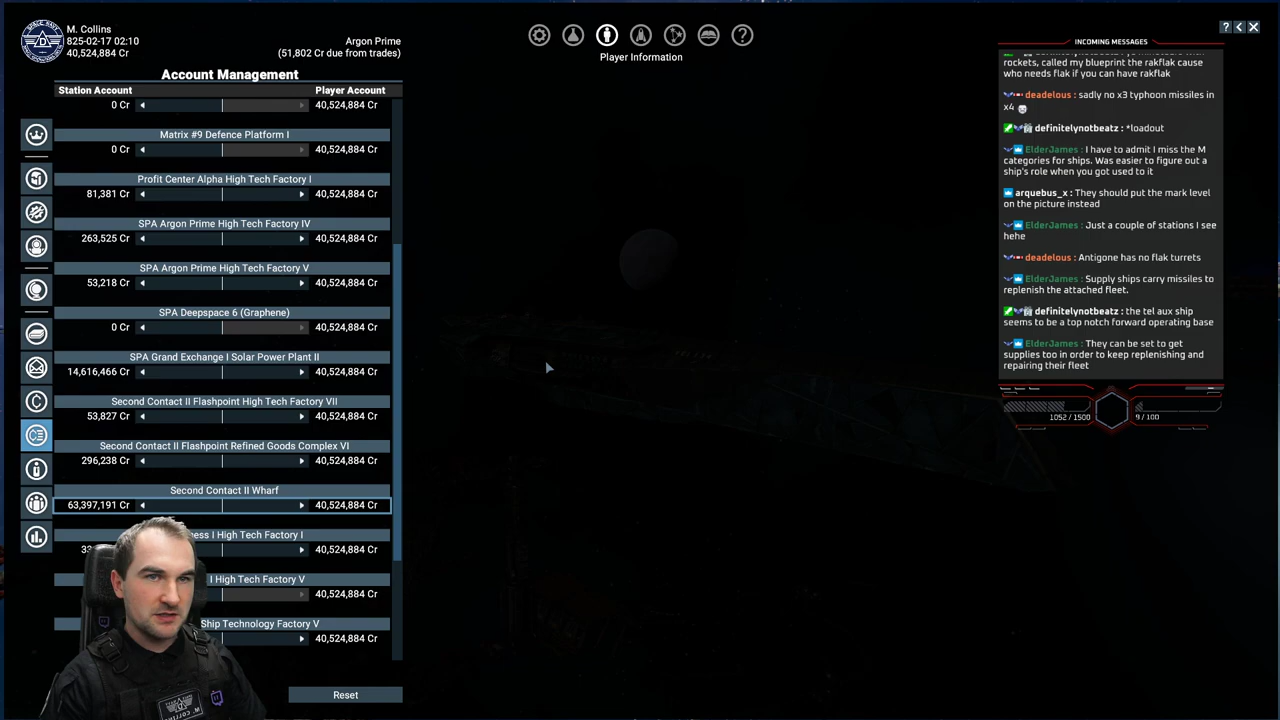 M. Collins
825-02-17 02:10
40,524,884 Cr
Argon Prime
(51,802 Cr due from trades)
Account Management
Station Account Player Account
0 Cr 40,524,884 Cr
Matrix #9 Defence Platform I
0 Cr 40,524,884 Cr
Profit Center Alpha High Tech Factory I
81,381 Cr 40,524,884 Cr
SPA Argon Prime High Tech Factory IV
263,525 Cr 40,524,884 Cr
SPA Argon Prime High Tech Factory V
53,218 Cr 40,524,884 Cr
SPA Deepspace 6 (Graphene)
0 Cr 40,524,884 Cr
SPA Grand Exchange I Solar Power Plant II
14,616,466 Cr 40,524,884 Cr
Second Contact II Flashpoint High Tech Factory VII
53,827 Cr 40,524,884 Cr
Second Contact II Flashpoint Refined Goods Complex VI
296,238 Cr 40,524,884 Cr
Second Contact II Wharf
63,397,191 Cr 40,524,884 Cr
ness I High Tech Factory I
40,524,884 Cr
I High Tech Factory V
40,524,884 Cr
Ship Technology Factory V
40,524,884 Cr
Reset
Player Information
INCOMING MESSAGES
rockets, called my blueprint the rakflak cause
who needs flak if you can have rakflak
deadelous : sadly no x3 typhoon missiles in
x4
definitelynotbeatz : *loadout
ElderJames : I have to admit I miss the M
categories for ships. Was easier to figure out a
ship's role when you got used to it
arquebus_x : They should put the mark level
on the picture instead
ElderJames : Just a couple of stations I see
hehe
deadelous : Antigone has no flak turrets
ElderJames : Supply ships carry missiles to
replenish the attached fleet.
definitelynotbeatz : the tel aux ship
seems to be a top notch forward operating base
ElderJames : They can be set to get
supplies too in order to keep replenishing and
repairing their fleet
1052 / 1500
9 / 100